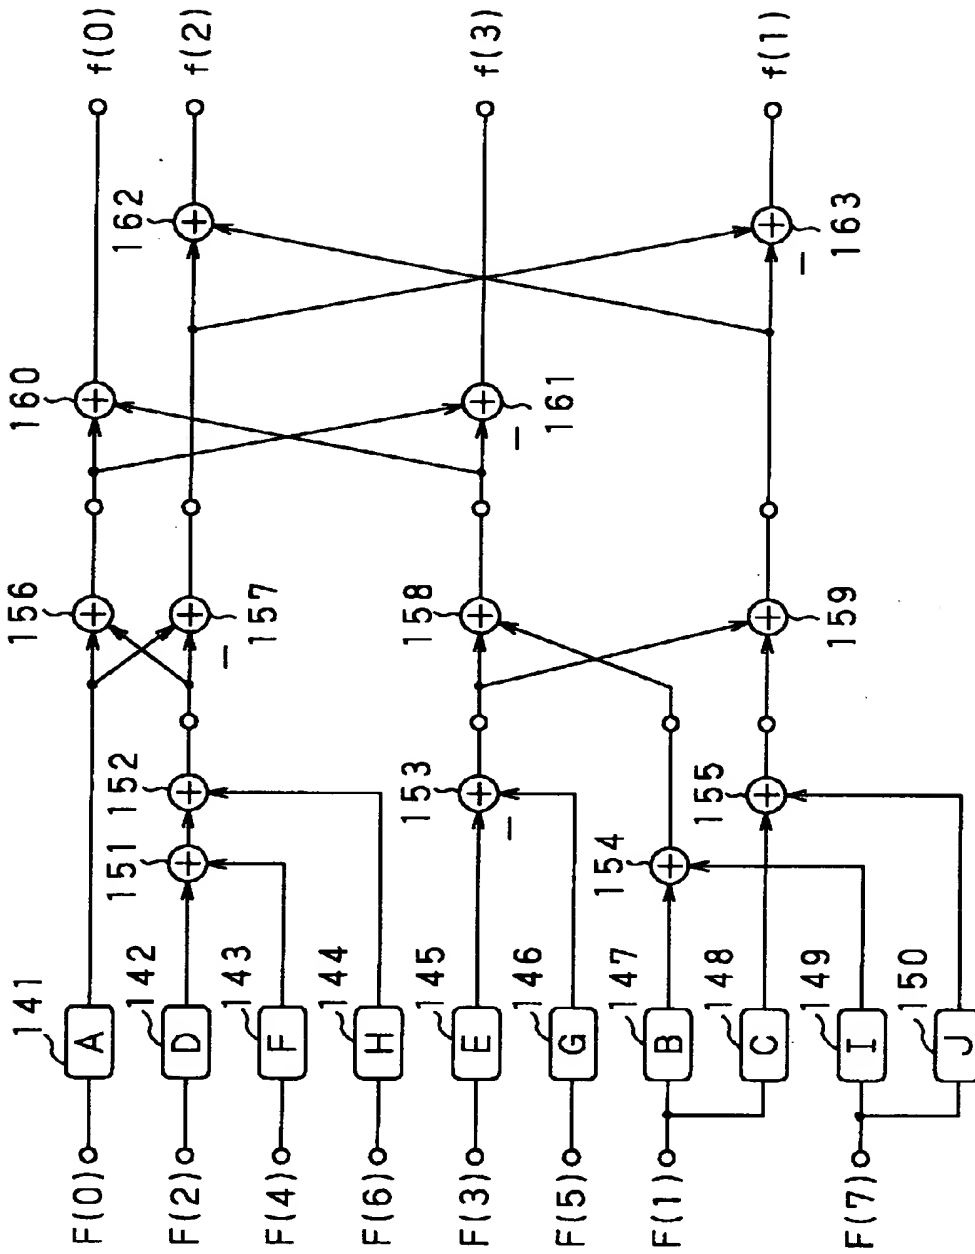 F(0) A 141 156 160 f(0)
F(2) D 142 151 152 157 162 f(2)
F(4) F 143
F(6) H 144
F(3) E 145 153 158 161 f(3)
F(5) G 146
F(1) B 147 154
C 148 155 159 163 f(1)
F(7) I 149
J 150
+ + + + + + + + + + + + +
− − − −